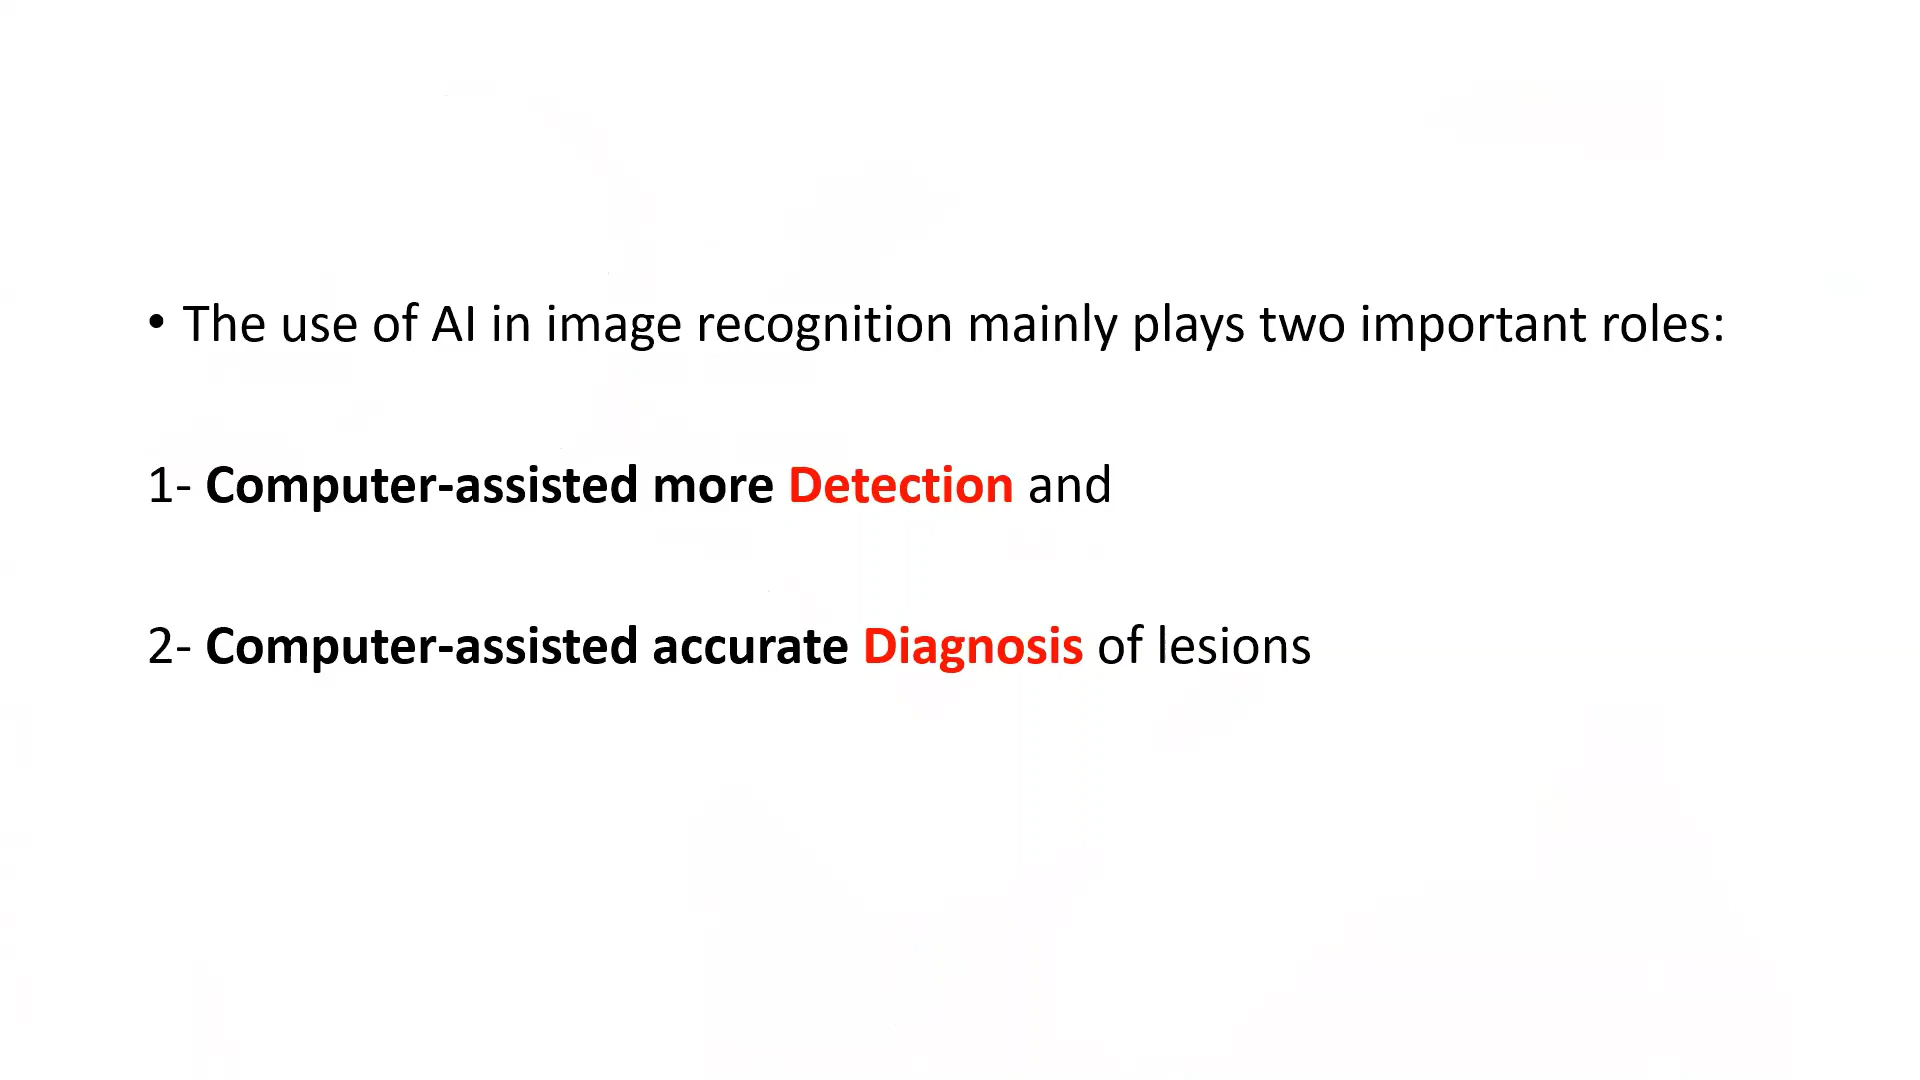 • The use of AI in image recognition mainly plays two important roles:
1- Computer-assisted more Detection and
2- Computer-assisted accurate Diagnosis of lesions